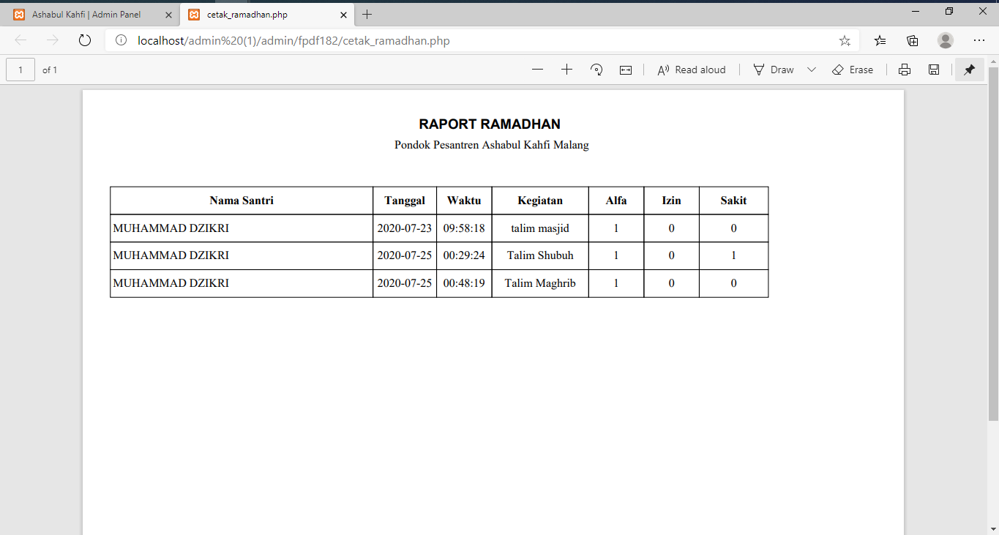 Ashabul Kahfi | Admin Panel
cetak_ramadhan.php
localhost/admin%20(1)/admin/fpdf182/cetak_ramadhan.php
1 of 1
Read aloud
Draw
Erase
RAPORT RAMADHAN
Pondok Pesantren Ashabul Kahfi Malang
Nama Santri Tanggal Waktu Kegiatan Alfa Izin Sakit
MUHAMMAD DZIKRI 2020-07-23 09:58:18 talim masjid 1 0 0
MUHAMMAD DZIKRI 2020-07-25 00:29:24 Talim Shubuh 1 0 1
MUHAMMAD DZIKRI 2020-07-25 00:48:19 Talim Maghrib 1 0 0